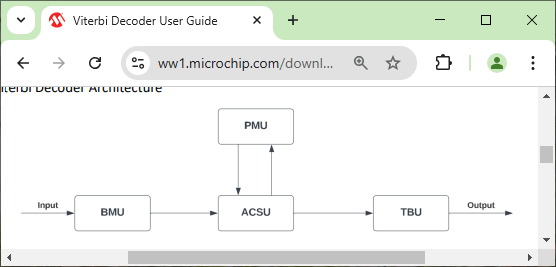 Viterbi Decoder User Guide
ww1.microchip.com/downl...
iterbi Decoder Architecture
PMU
Input
BMU
ACSU
TBU
Output